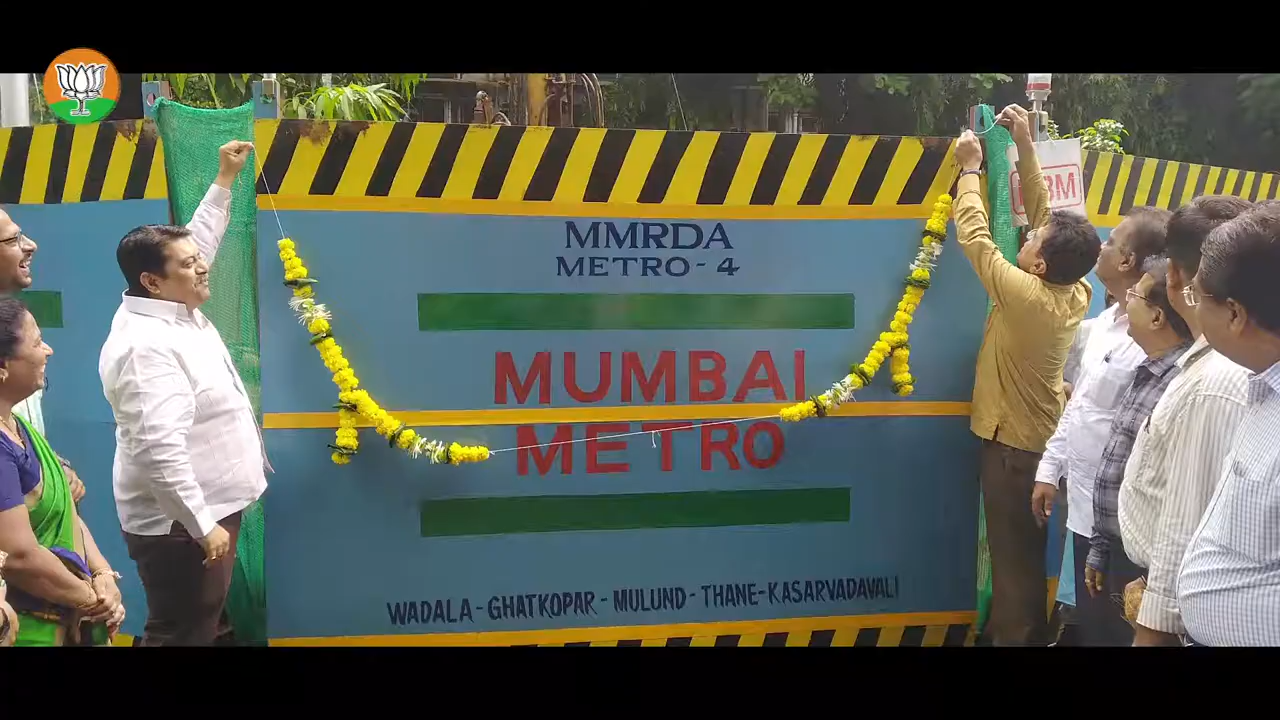 MMRDA
METRO-4
MUMBAI
METRO
WADALA-GHATKOPAR-MULUND-THANE-KASARVADAVALI